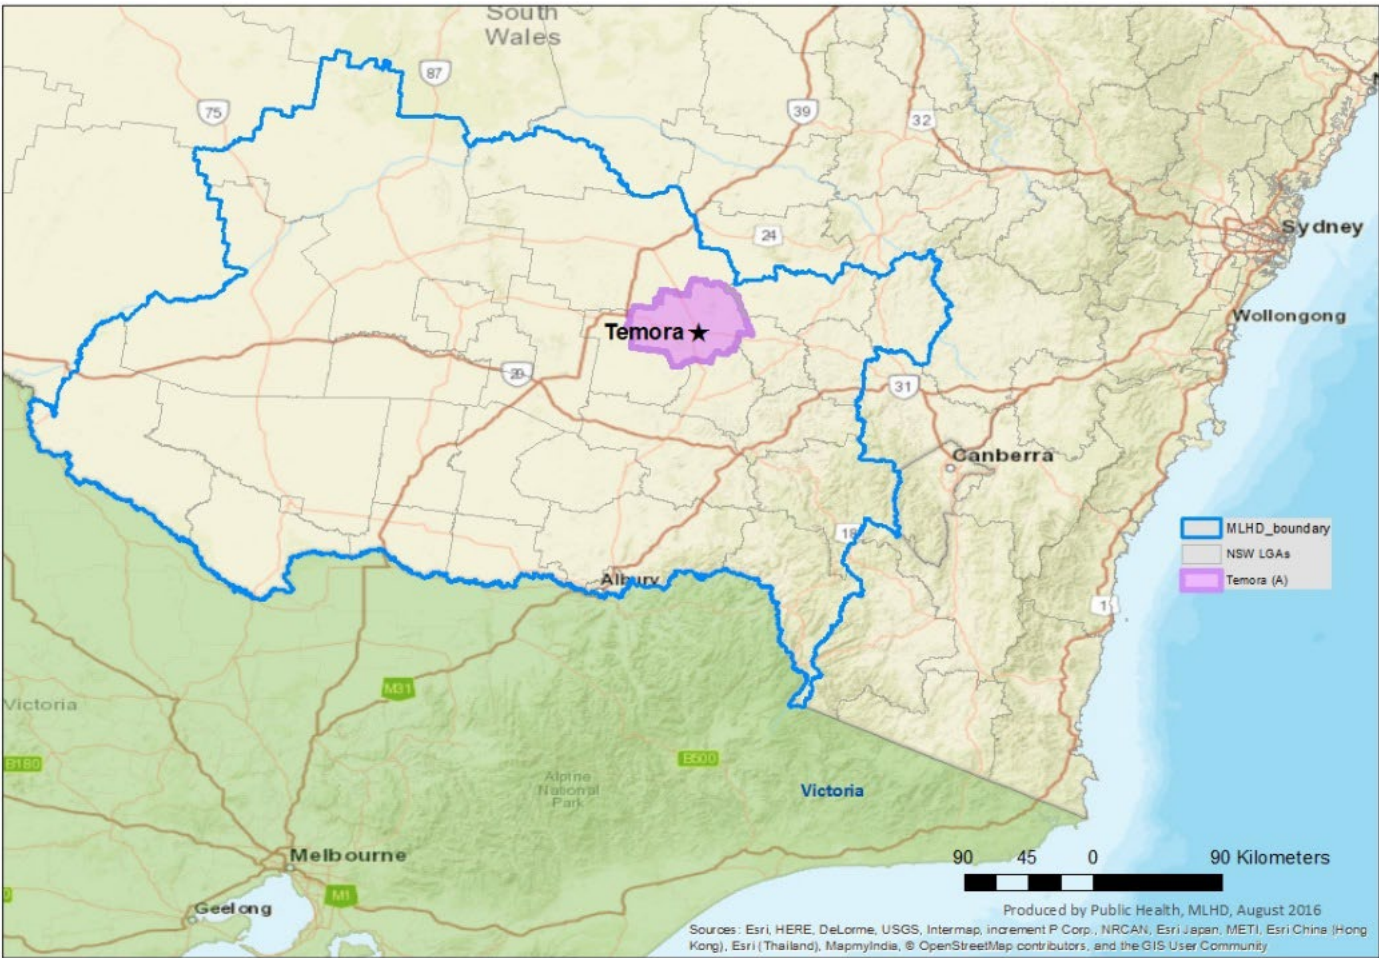 South
Wales
87
75
39
32
24
Sydney
Wollongong
Temora
20
31
Canberra
MLHD_boundary
NSW LGAs
Temora (A)
18
Albury
1
M31
Victoria
B180
B500
Alpine
National
Park
Victoria
Melbourne
90 45 0 90 Kilometers
M1
Geelong
Produced by Public Health, MLHD, August 2016
Sources: Esri, HERE, DeLorme, USGS, Intermap, increment P Corp., NRCAN, Esri Japan, METI, Esri China (Hong
Kong), Esri (Thailand), MapmyIndia, © OpenStreetMap contributors, and the GIS User Community